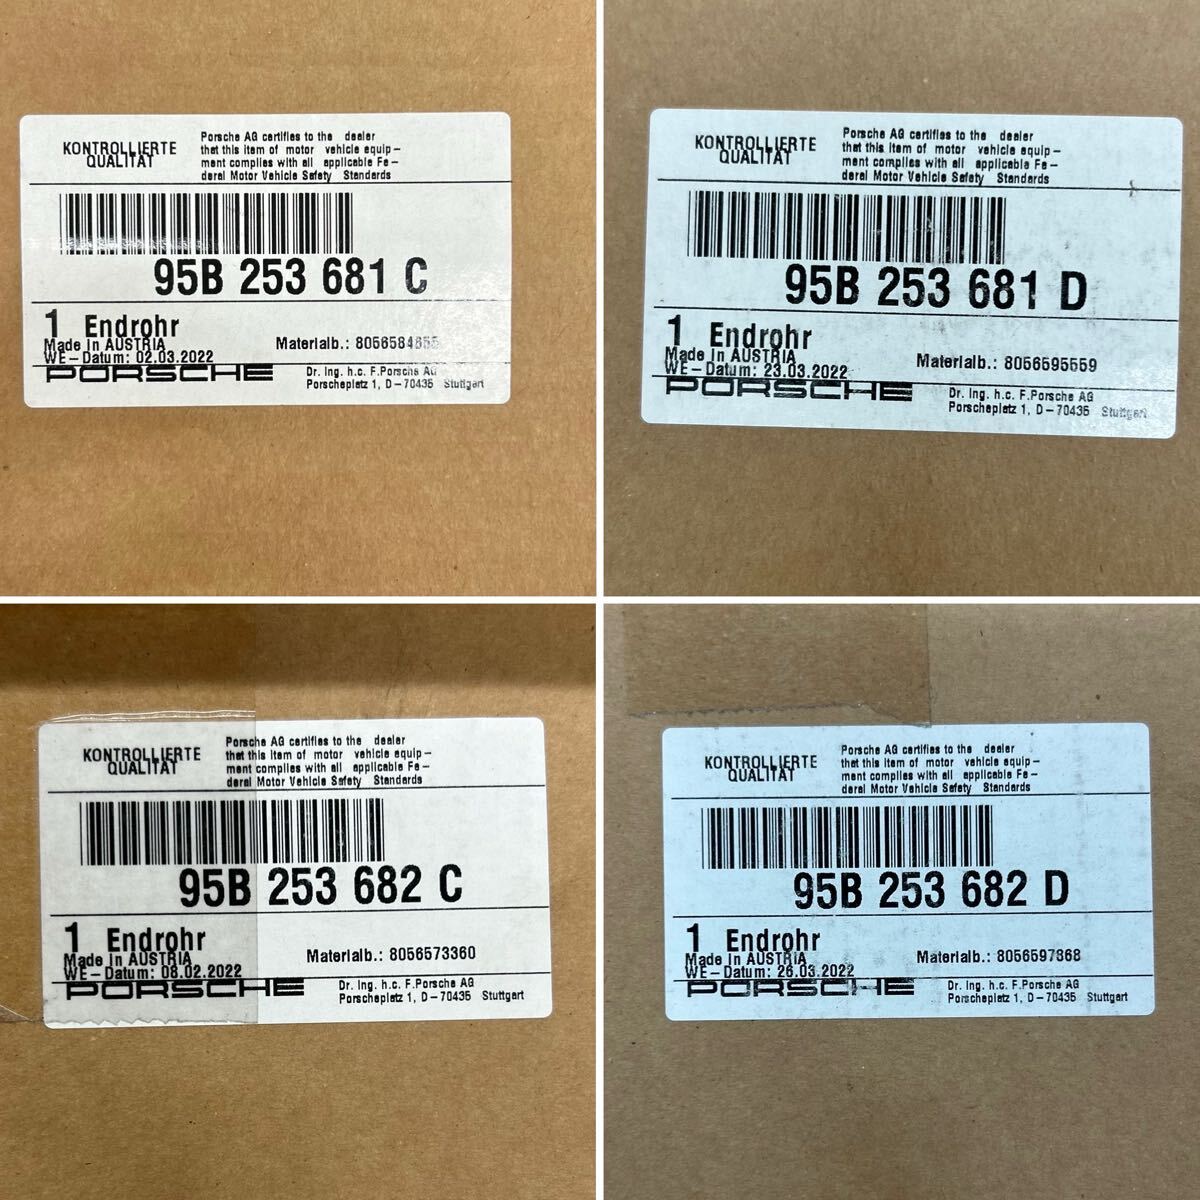 KONTROLLIERTE
QUALITÄT
Porsche AG certifies to the dealer
that this item of motor vehicle equip-
ment complies with all applicable Fe-
deral Motor Vehicle Safety Standards
95B 253 681 C
1 Endrohr
Made in AUSTRIA
WE-Datum: 02.03.2022
Materialb.:
PORSCHE
Dr. Ing. h.c. F.Porsche AG
Porscheplatz 1, D-70435 Stuttgart
KONTROLLIERTE
QUALITÄT
Porsche AG certifies to the dealer
that this item of motor vehicle equip-
ment complies with all applicable Fe-
deral Motor Vehicle Safety Standards
95B 253 681 D
1 Endrohr
Made in AUSTRIA
WE-Datum: 23.03.2022
Materialb.: 8056595559
PORSCHE
Dr. Ing. h.c. F.Porsche AG
Porscheplatz 1, D-70435 Stuttgart
KONTROLLIERTE
QUALITÄT
Porsche AG certifies to the dealer
that this item of motor vehicle equip-
ment complies with all applicable Fe-
deral Motor Vehicle Safety Standards
95B 253 682 C
1 Endrohr
Made in AUSTRIA
WE-Datum: 08.02.2022
Materialb.: 8056573360
PORSCHE
Dr. Ing. h.c. F.Porsche AG
Porscheplatz 1, D-70435 Stuttgart
KONTROLLIERTE
QUALITÄT
Porsche AG certifies to the dealer
that this item of motor vehicle equip-
ment complies with all applicable Fe-
deral Motor Vehicle Safety Standards
95B 253 682 D
1 Endrohr
Made in AUSTRIA
WE-Datum: 26.03.2022
Materialb.: 8056597868
PORSCHE
Dr. Ing. h.c. F.Porsche AG
Porscheplatz 1, D-70435 Stuttgart